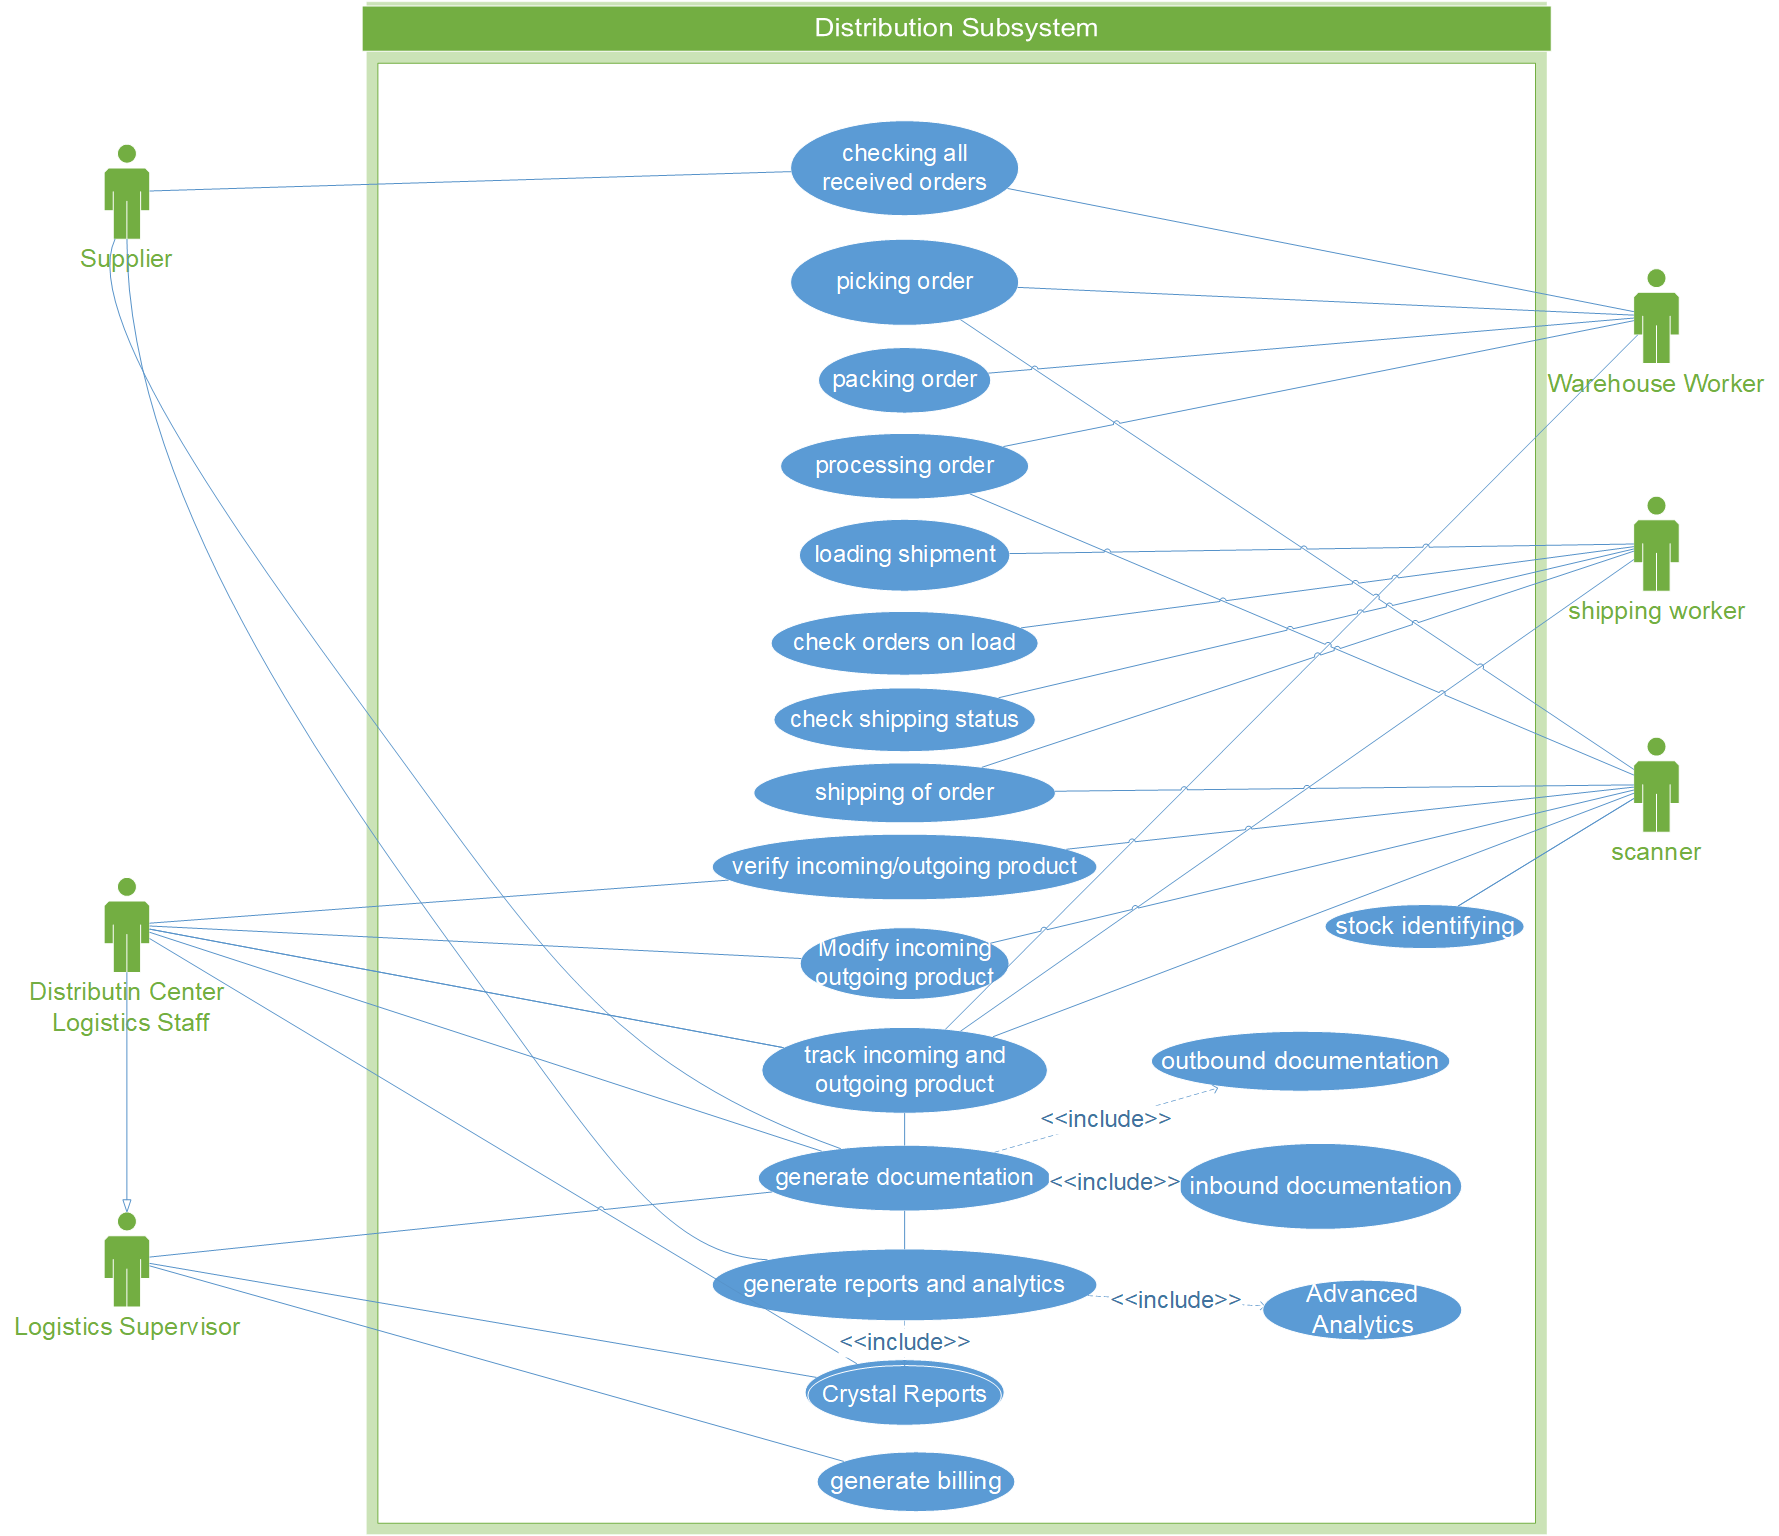 Distribution Subsystem
checking all
received orders
Supplier
picking order
packing order
Warehouse Worker
processing order
loading shipment
shipping worker
check orders on load
check shipping status
shipping of order
scanner
verify incoming/outgoing product
stock identifying
Modify incoming
outgoing product
Distributin Center
Logistics Staff
track incoming and
outgoing product
outbound documentation
<<include>>
generate documentation
<<include>>
inbound documentation
generate reports and analytics
<<include>>
Advanced
Analytics
Logistics Supervisor
<<include>>
Crystal Reports
generate billing